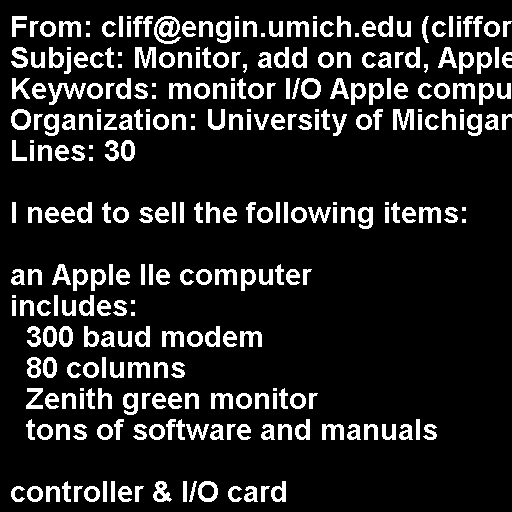 From: cliff@engin.umich.edu (cliffor
Subject: Monitor, add on card, Apple
Keywords: monitor I/O Apple compu
Organization: University of Michigan
Lines: 30

I need to sell the following items:

an Apple IIe computer
includes:
  300 baud modem
  80 columns
  Zenith green monitor
  tons of software and manuals

controller & I/O card